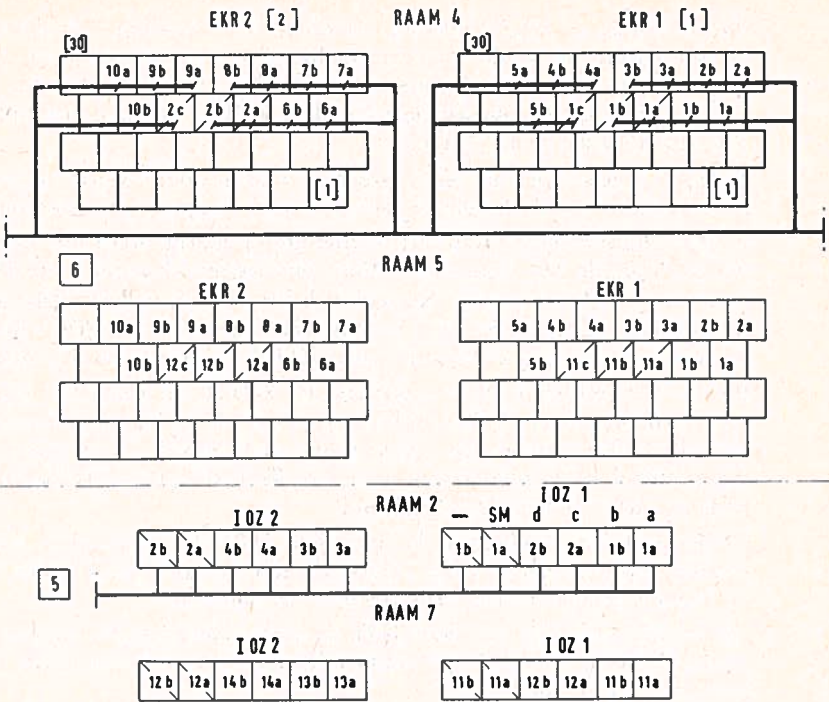 EKR 2 [2] RAAM 4 EKR 1 [1]
[30] [30]
10a 9b 9a 8b 8a 7b 7a 5a 4b 4a 3b 3a 2b 2a
10b 2c 2b 2a 6b 6a 5b 1c 1b 1a 1b 1a
[1] [1]
6 RAAM 5
EKR 2 EKR 1
10a 9b 9a 8b 8a 7b 7a 5a 4b 4a 3b 3a 2b 2a
10b 12c 12b 12a 6b 6a 5b 11c 11b 11a 1b 1a
RAAM 2
IOZ 2 IOZ 1
— SM d c b a
2b 2a 4b 4a 3b 3a 1b 1a 2b 2a 1b 1a
5
RAAM 7
IOZ 2 IOZ 1
12b 12a 14b 14a 13b 13a 11b 11a 12b 12a 11b 11a